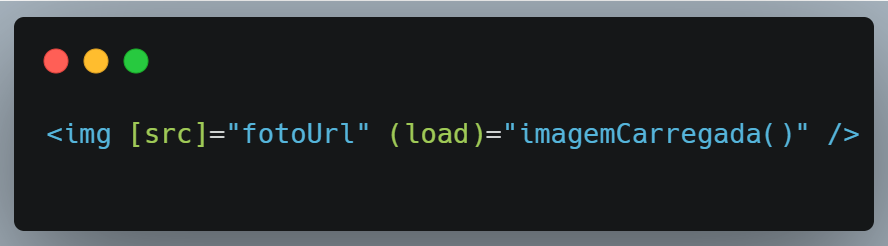 <img [src]="fotoUrl" (load)="imagemCarregada()" />